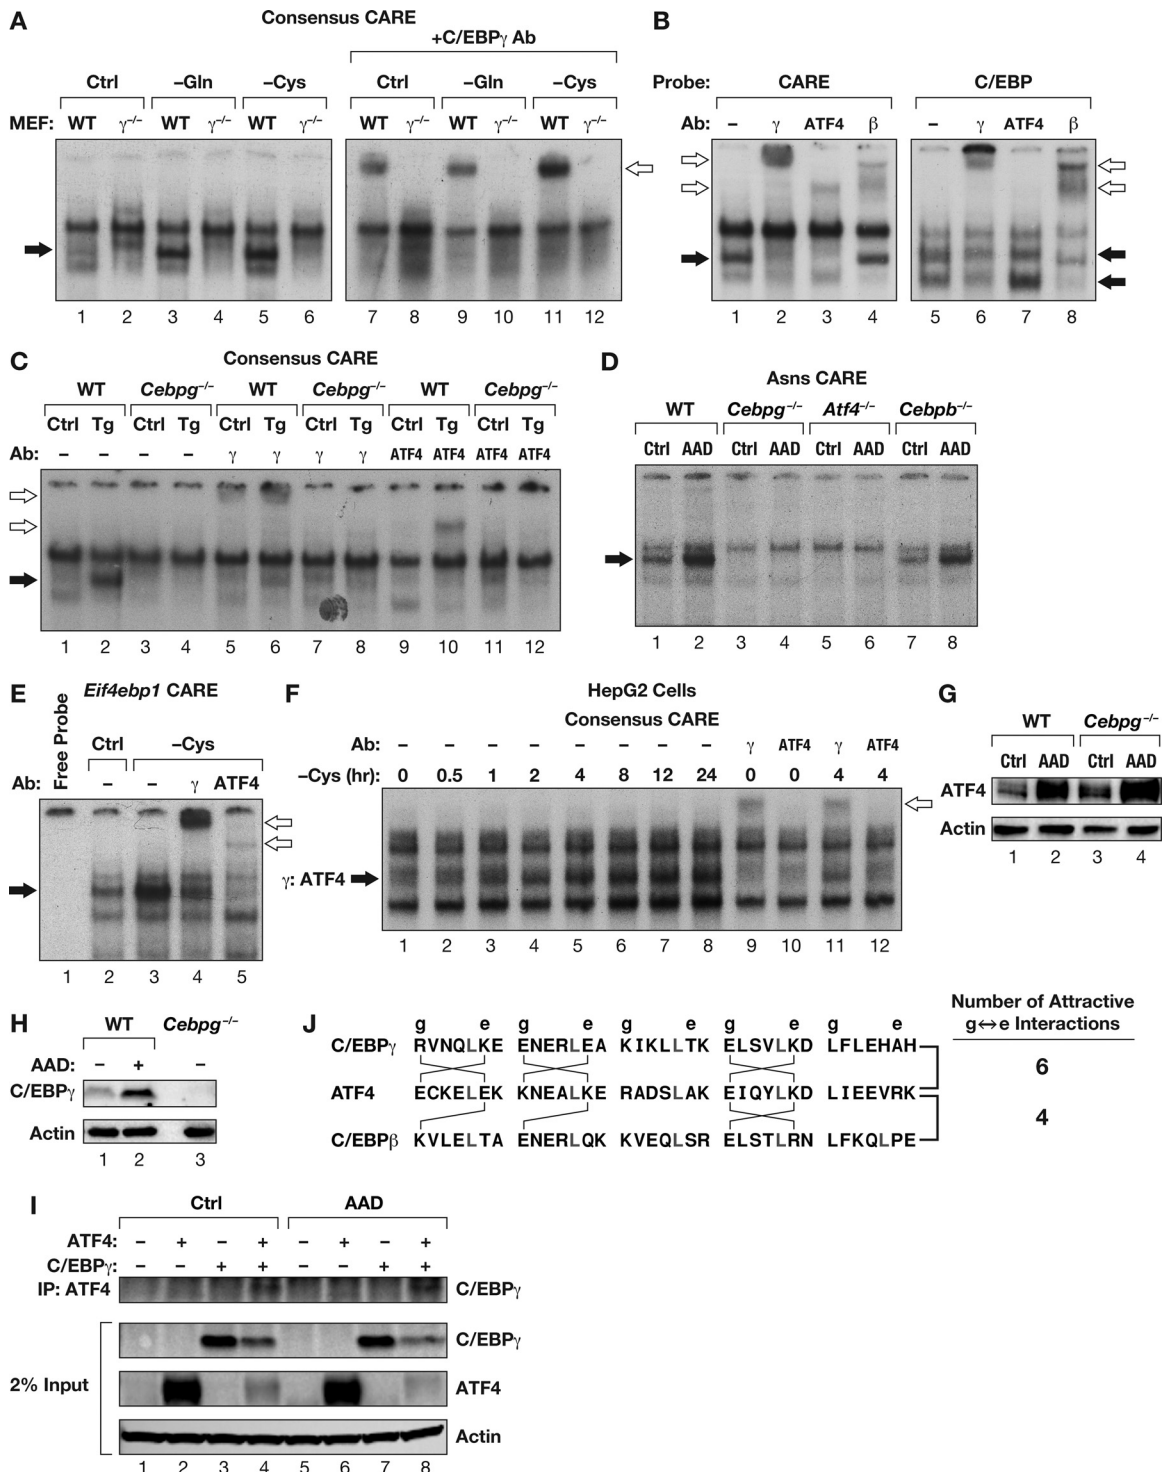 A
Consensus CARE
+C/EBPγ Ab
Ctrl –Gln –Cys Ctrl –Gln –Cys
MEF: WT γ–/– WT γ–/– WT γ–/– WT γ–/– WT γ–/– WT γ–/–
1 2 3 4 5 6 7 8 9 10 11 12
B
Probe: CARE C/EBP
Ab: – γ ATF4 β – γ ATF4 β
1 2 3 4 5 6 7 8
C
Consensus CARE
WT Cebpg–/– WT Cebpg–/– WT Cebpg–/–
Ctrl Tg Ctrl Tg Ctrl Tg Ctrl Tg Ctrl Tg Ctrl Tg
Ab: – – – – γ γ γ γ ATF4 ATF4 ATF4 ATF4
1 2 3 4 5 6 7 8 9 10 11 12
D
Asns CARE
WT Cebpg–/– Atf4–/– Cebpb–/–
Ctrl AAD Ctrl AAD Ctrl AAD Ctrl AAD
1 2 3 4 5 6 7 8
E
Eif4ebp1 CARE
Free Probe
Ctrl –Cys
Ab: – – γ ATF4
1 2 3 4 5
F
HepG2 Cells
Consensus CARE
Ab: – – – – – – – – γ ATF4 γ ATF4
–Cys (hr): 0 0.5 1 2 4 8 12 24 0 0 4 4
γ: ATF4
1 2 3 4 5 6 7 8 9 10 11 12
G
WT Cebpg–/–
Ctrl AAD Ctrl AAD
ATF4
Actin
1 2 3 4
H
WT Cebpg–/–
AAD: – + –
C/EBPγ
Actin
1 2 3
J
Number of Attractive
g↔e Interactions
g e g e g e g e g e
C/EBPγ RVNQLKE ENERLEA KIKLLTK ELSVLKD LFLEHAH
6
ATF4 ECKELEK KNEALKE RADSLAK EIQYLKD LIEEVRK
4
C/EBPβ KVLELTA ENERLQK KVEQLSR ELSTLRN LFKQLPE
I
Ctrl AAD
ATF4: – + – + – + – +
C/EBPγ: – – + + – – + +
IP: ATF4 C/EBPγ
C/EBPγ
2% Input ATF4
Actin
1 2 3 4 5 6 7 8